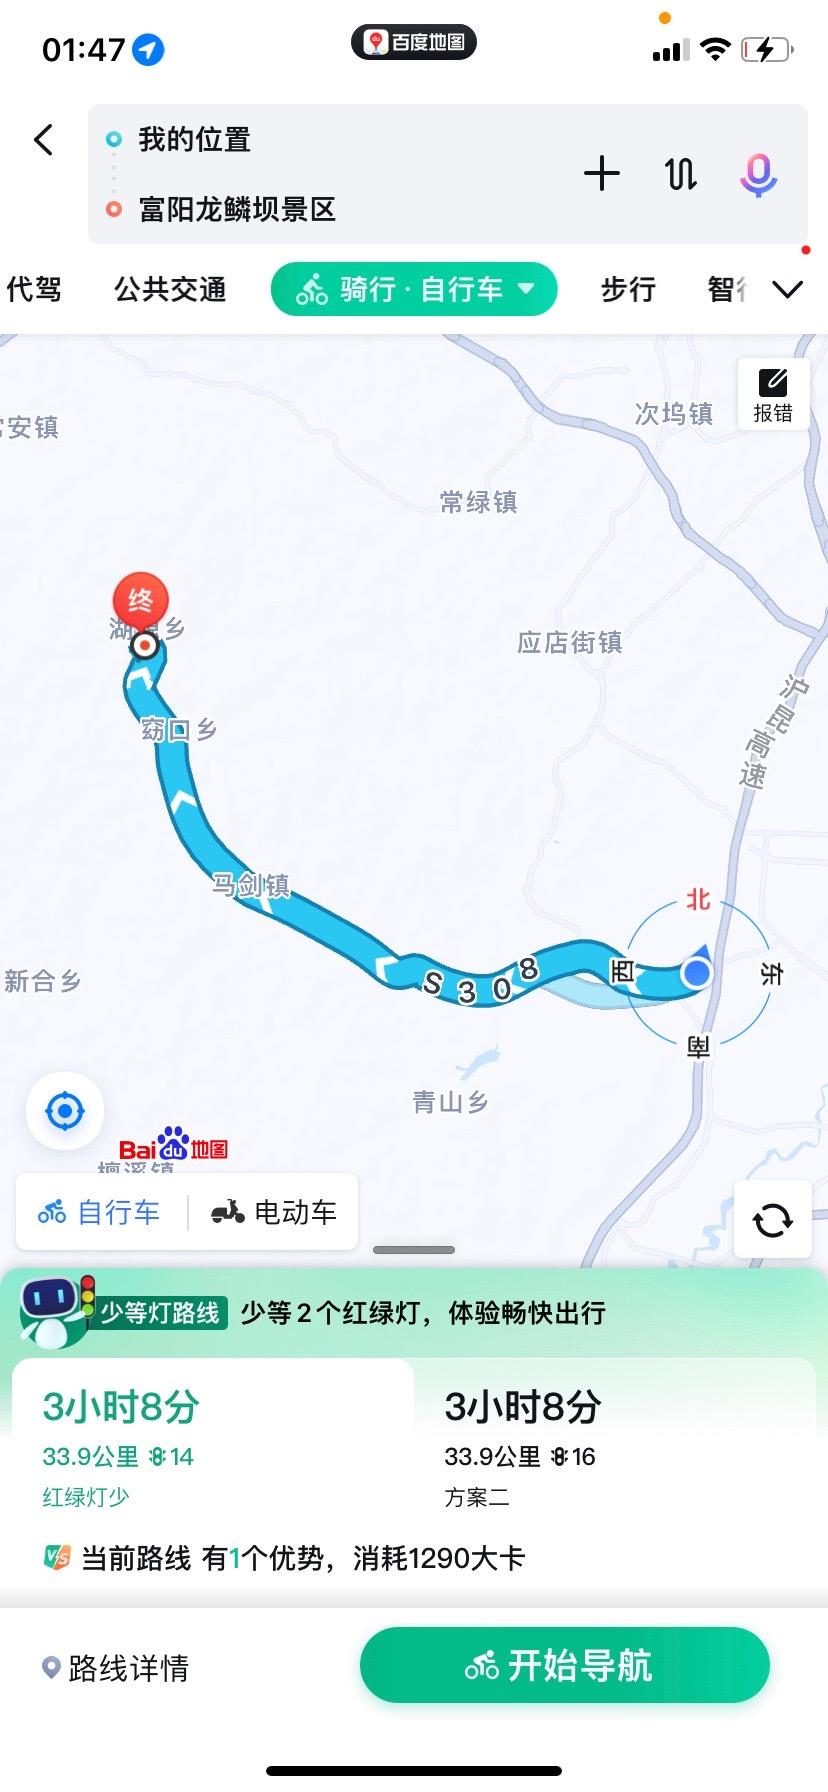 01:47
百度地图
我的位置
富阳龙鳞坝景区
代驾
公共交通
骑行·自行车
步行
智行
报错
次坞镇
常安镇
常绿镇
终
应店街镇
沪昆高速
窈口乡
马剑镇
北
S308
西
东
新合乡
南
青山乡
Bai du 地图
自行车
电动车
少等灯路线
少等2个红绿灯，体验畅快出行
3小时8分
33.9公里 14
红绿灯少
3小时8分
33.9公里 16
方案二
VS 当前路线 有1个优势，消耗1290大卡
路线详情
开始导航